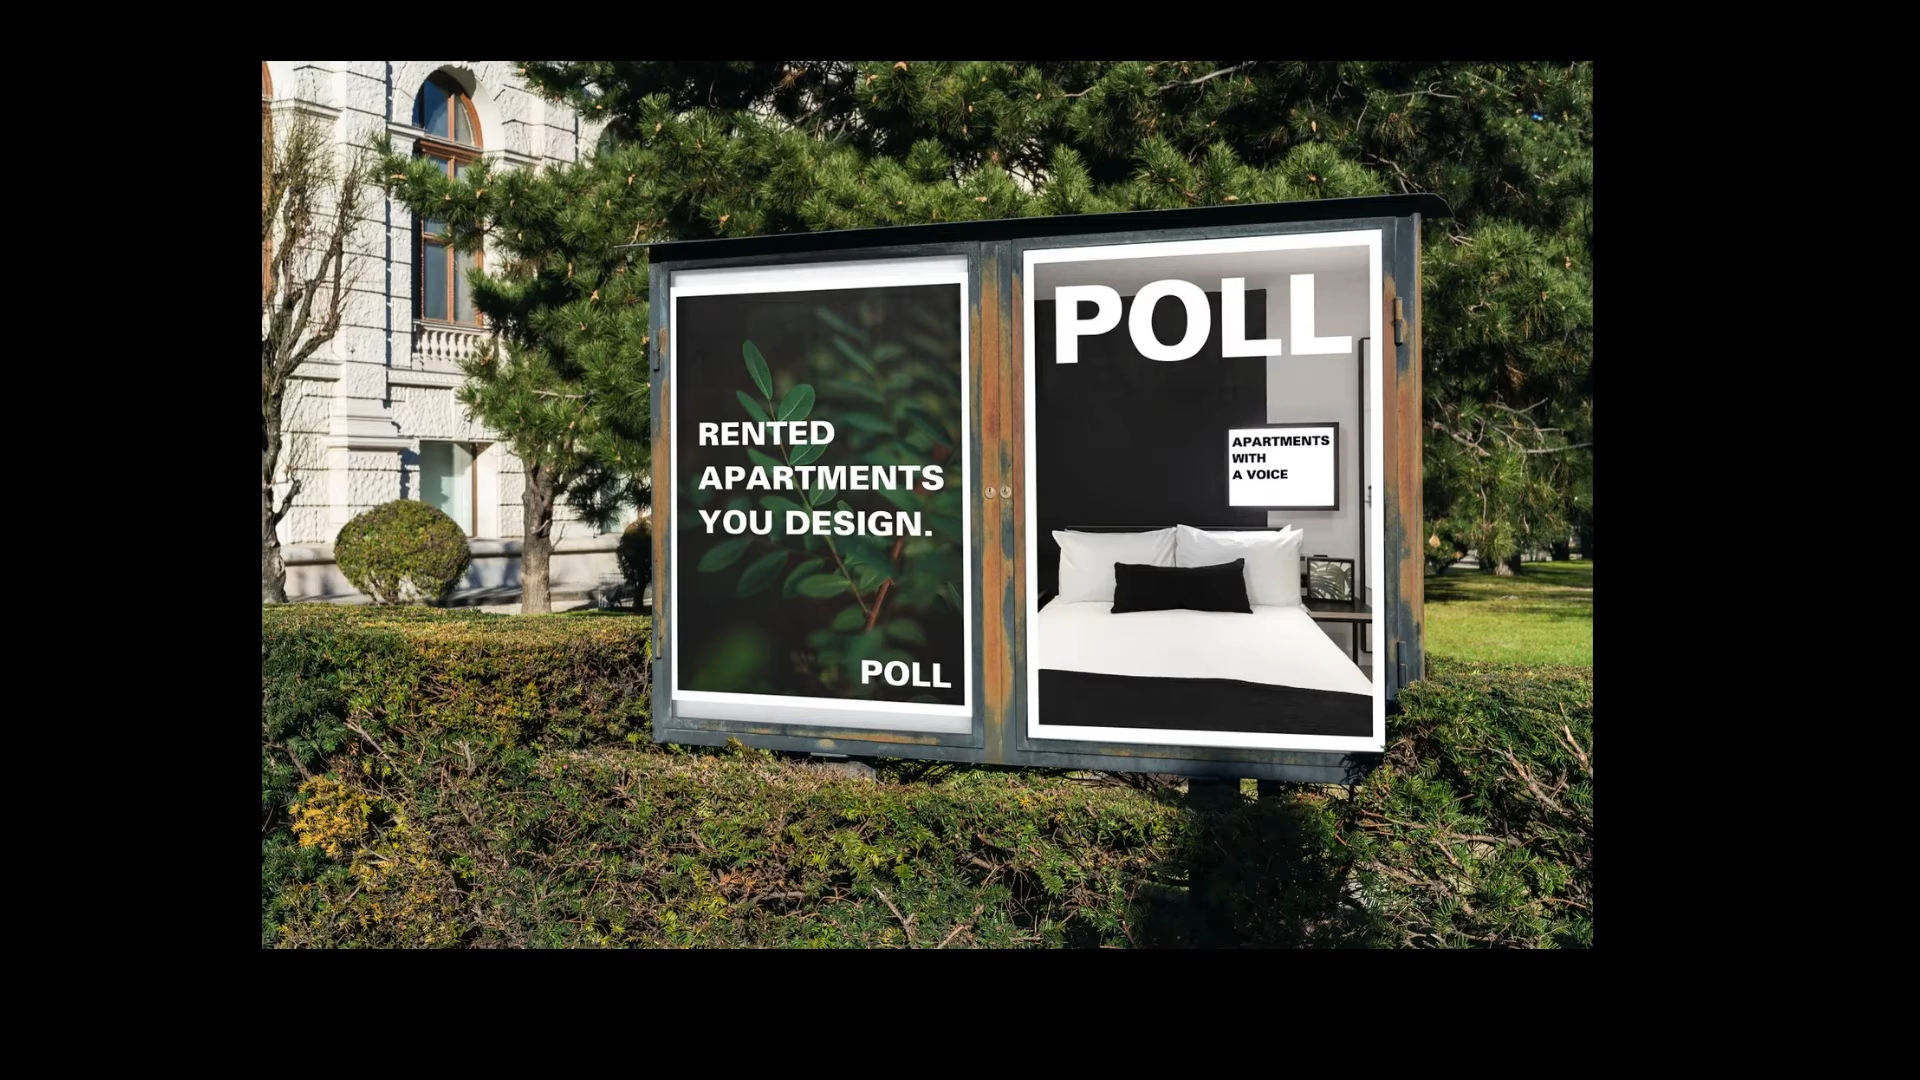 RENTED
APARTMENTS
YOU DESIGN.
POLL
POLL
APARTMENTS
WITH
A VOICE